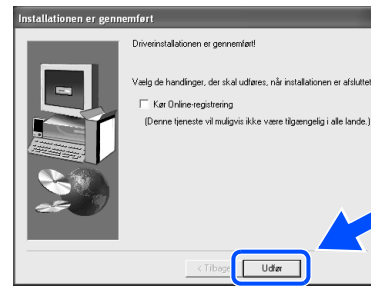 Installationen er gennemført
Driverinstallationen er gennemført!
Vælg de handlinger, der skal udføres, når installationen er afsluttet
Kør Online-registrering
(Denne tjeneste vil muligvis ikke være tilgængelig i alle lande.)
< Tilbage
Udfør